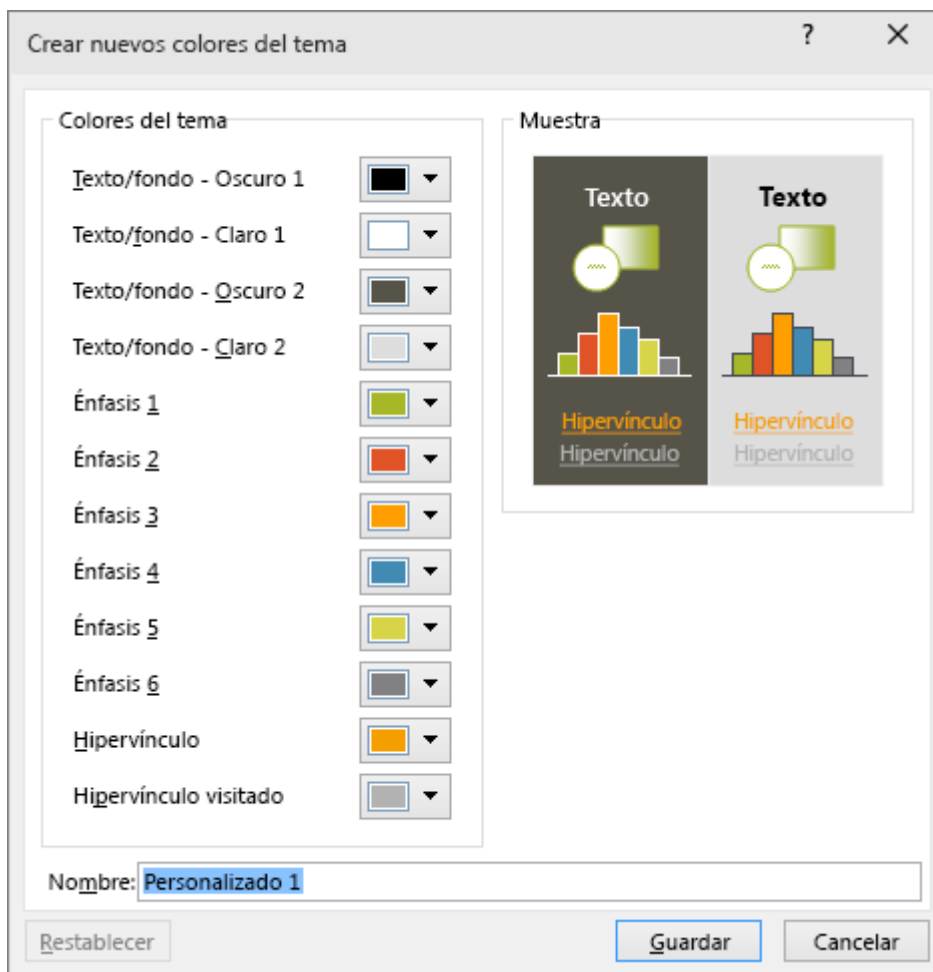 Crear nuevos colores del tema
?
Colores del tema
Texto/fondo - Oscuro 1
Texto/fondo - Claro 1
Texto/fondo - Oscuro 2
Texto/fondo - Claro 2
Énfasis 1
Énfasis 2
Énfasis 3
Énfasis 4
Énfasis 5
Énfasis 6
Hipervínculo
Hipervínculo visitado
Muestra
Texto
Hipervínculo
Hipervínculo
Texto
Hipervínculo
Hipervínculo
Nombre: Personalizado 1
Restablecer
Guardar
Cancelar